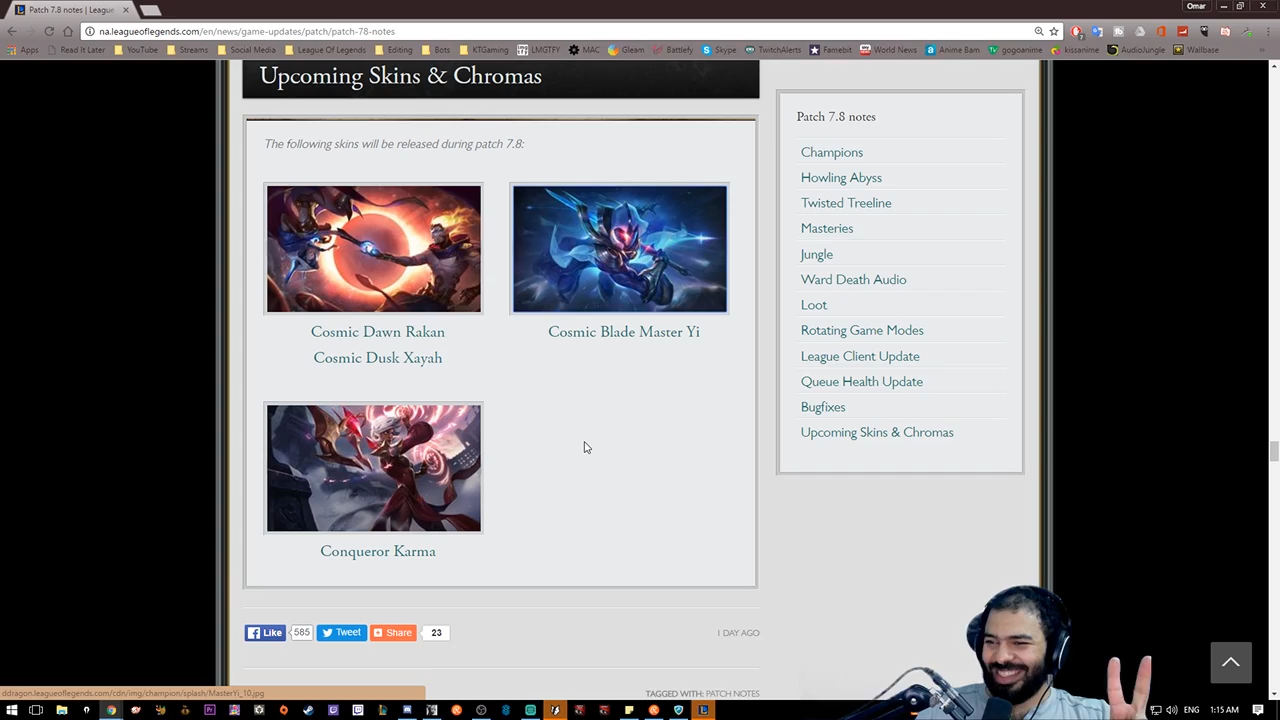 Patch 7.8 notes | Leagu
Omar
na.leagueoflegends.com/en/news/game-updates/patch/patch-78-notes
Apps Read It Later YouTube Streams Social Media League Of Legends Editing Bots KTGaming LMGTFY MAC Gleam Battlefy Skype TwitchAlerts Famebit World News Anime Bam gogoanime kissanime AudioJungle Wallbase
Upcoming Skins & Chromas
The following skins will be released during patch 7.8:
Cosmic Dawn Rakan
Cosmic Dusk Xayah
Cosmic Blade Master Yi
Conqueror Karma
Like 585 Tweet Share 23
1 DAY AGO
TAGGED WITH: PATCH NOTES
Patch 7.8 notes
Champions
Howling Abyss
Twisted Treeline
Masteries
Jungle
Ward Death Audio
Loot
Rotating Game Modes
League Client Update
Queue Health Update
Bugfixes
Upcoming Skins & Chromas
ddragon.leagueoflegends.com/cdn/img/champion/splash/MasterYi_10.jpg
ENG 1:15 AM